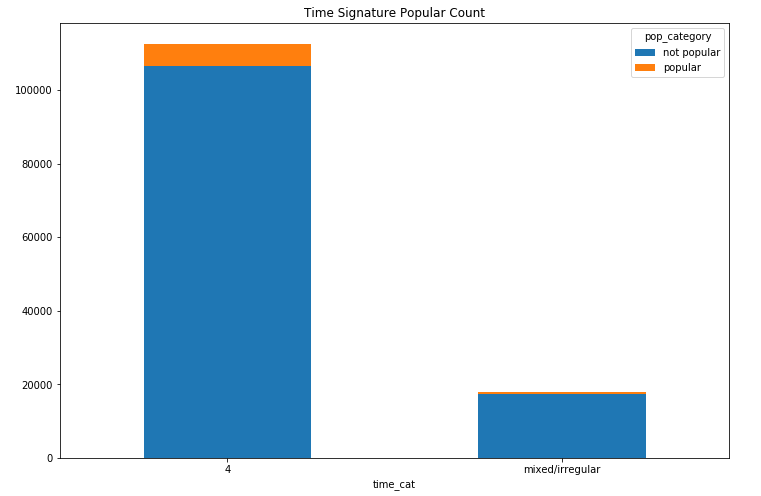 Time Signature Popular Count
pop_category
not popular
popular
100000
80000
60000
40000
20000
0
4
mixed/irregular
time_cat